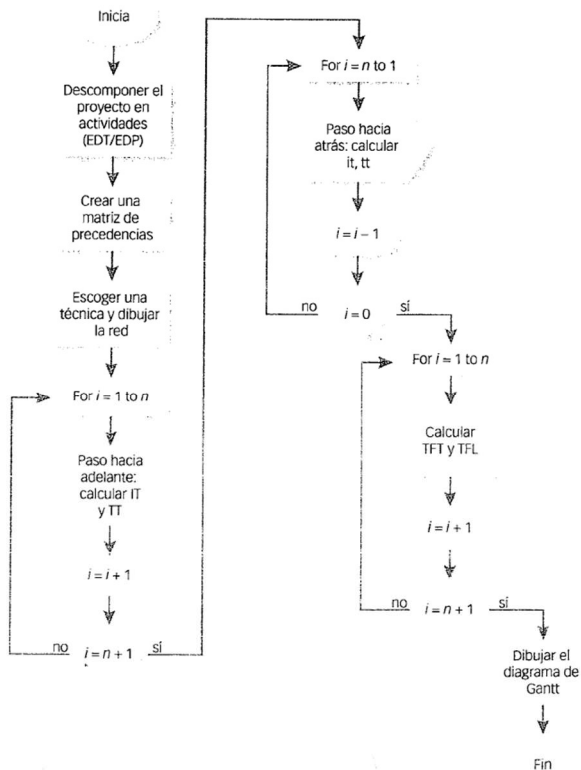 Inicia
Descomponer el
proyecto en
actividades
(EDT/EDP)
Crear una
matriz de
precedencias
Escoger una
técnica y dibujar
la red
For i = 1 to n
Paso hacia
adelante:
calcular IT
y TT
i = i + 1
no i = n + 1 sí
For i = n to 1
Paso hacia
atrás: calcular
it, tt
i = i – 1
no i = 0 sí
For i = 1 to n
Calcular
TFT y TFL
i = i + 1
no i = n + 1 sí
Dibujar el
diagrama de
Gantt
Fin